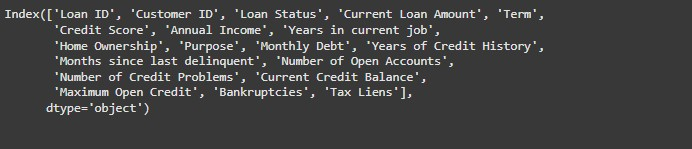 Index(['Loan ID', 'Customer ID', 'Loan Status', 'Current Loan Amount', 'Term',
       'Credit Score', 'Annual Income', 'Years in current job',
       'Home Ownership', 'Purpose', 'Monthly Debt', 'Years of Credit History',
       'Months since last delinquent', 'Number of Open Accounts',
       'Number of Credit Problems', 'Current Credit Balance',
       'Maximum Open Credit', 'Bankruptcies', 'Tax Liens'],
      dtype='object')